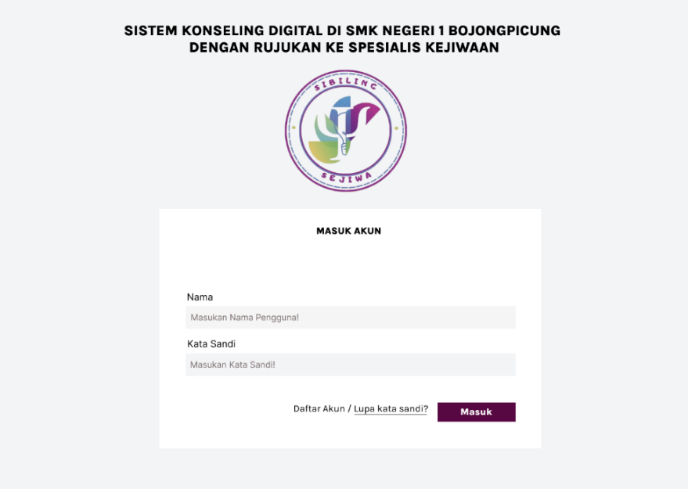 SISTEM KONSELING DIGITAL DI SMK NEGERI 1 BOJONGPICUNG
DENGAN RUJUKAN KE SPESIALIS KEJIWAAN
SIBILING
SEJIWA
MASUK AKUN
Nama
Masukan Nama Pengguna!
Kata Sandi
Masukan Kata Sandi!
Daftar Akun / Lupa kata sandi? Masuk